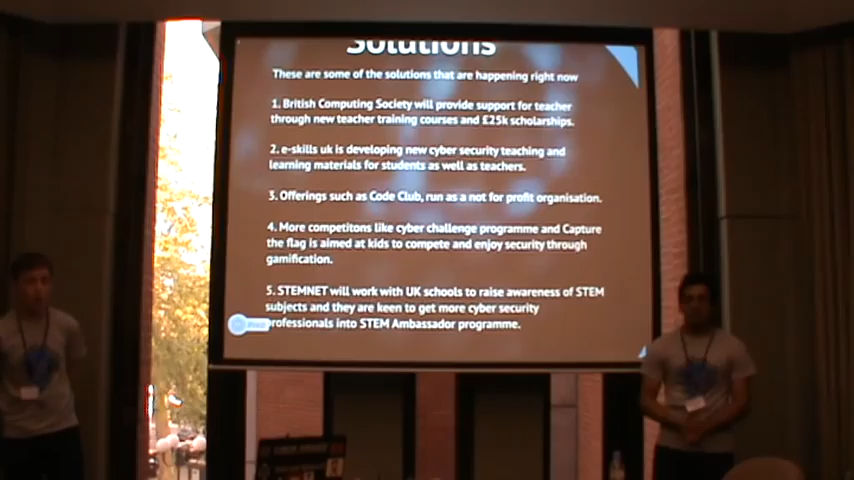 Solutions
These are some of the solutions that are happening right now
1. British Computing Society will provide support for teacher
through new teacher training courses and £25k scholarships.
2. e-skills uk is developing new cyber security teaching and
learning materials for students as well as teachers.
3. Offerings such as Code Club, run as a not for profit organisation.
4. More competitons like cyber challenge programme and Capture
the flag is aimed at kids to compete and enjoy security through
gamification.
5. STEMNET will work with UK schools to raise awareness of STEM
subjects and they are keen to get more cyber security
professionals into STEM Ambassador programme.